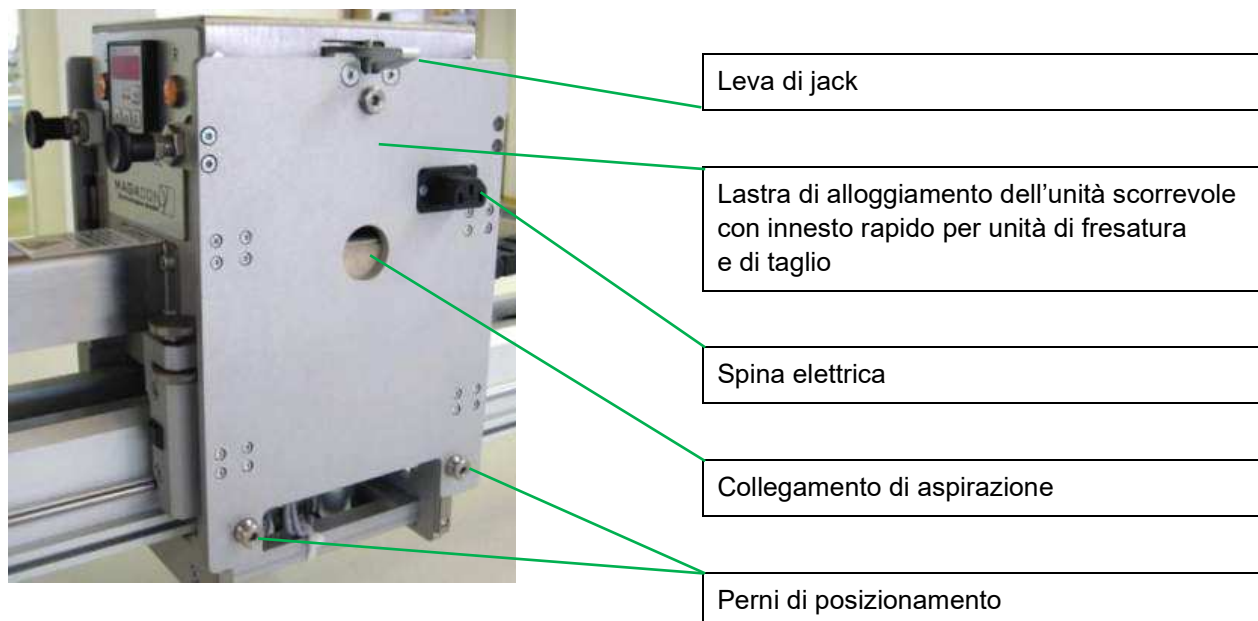 Leva di jack
Lastra di alloggiamento dell’unità scorrevole
con innesto rapido per unità di fresatura
e di taglio
Spina elettrica
Collegamento di aspirazione
Perni di posizionamento